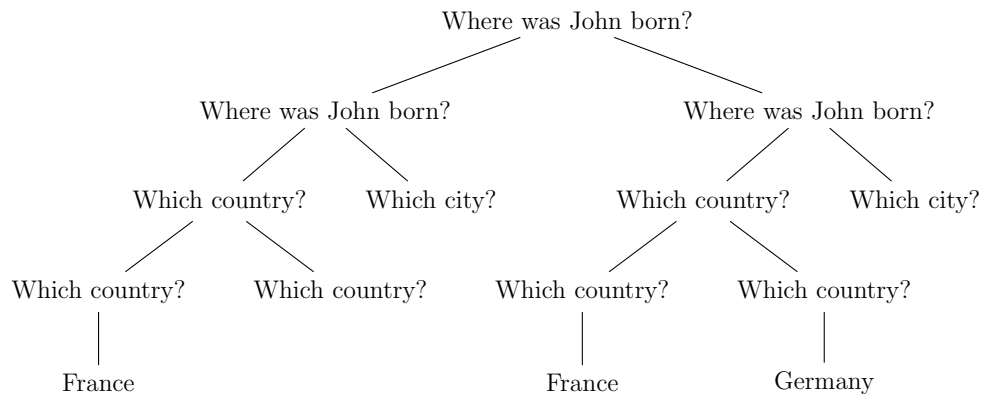 Where was John born?
Where was John born? Where was John born?
Which country? Which city? Which country? Which city?
Which country? Which country? Which country? Which country?
France France Germany